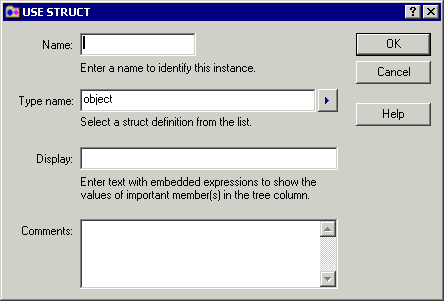 USE STRUCT
Name:
OK
Enter a name to identify this instance.
Cancel
Type name: object
Help
Select a struct definition from the list.
Display:
Enter text with embedded expressions to show the
values of important member(s) in the tree column.
Comments: